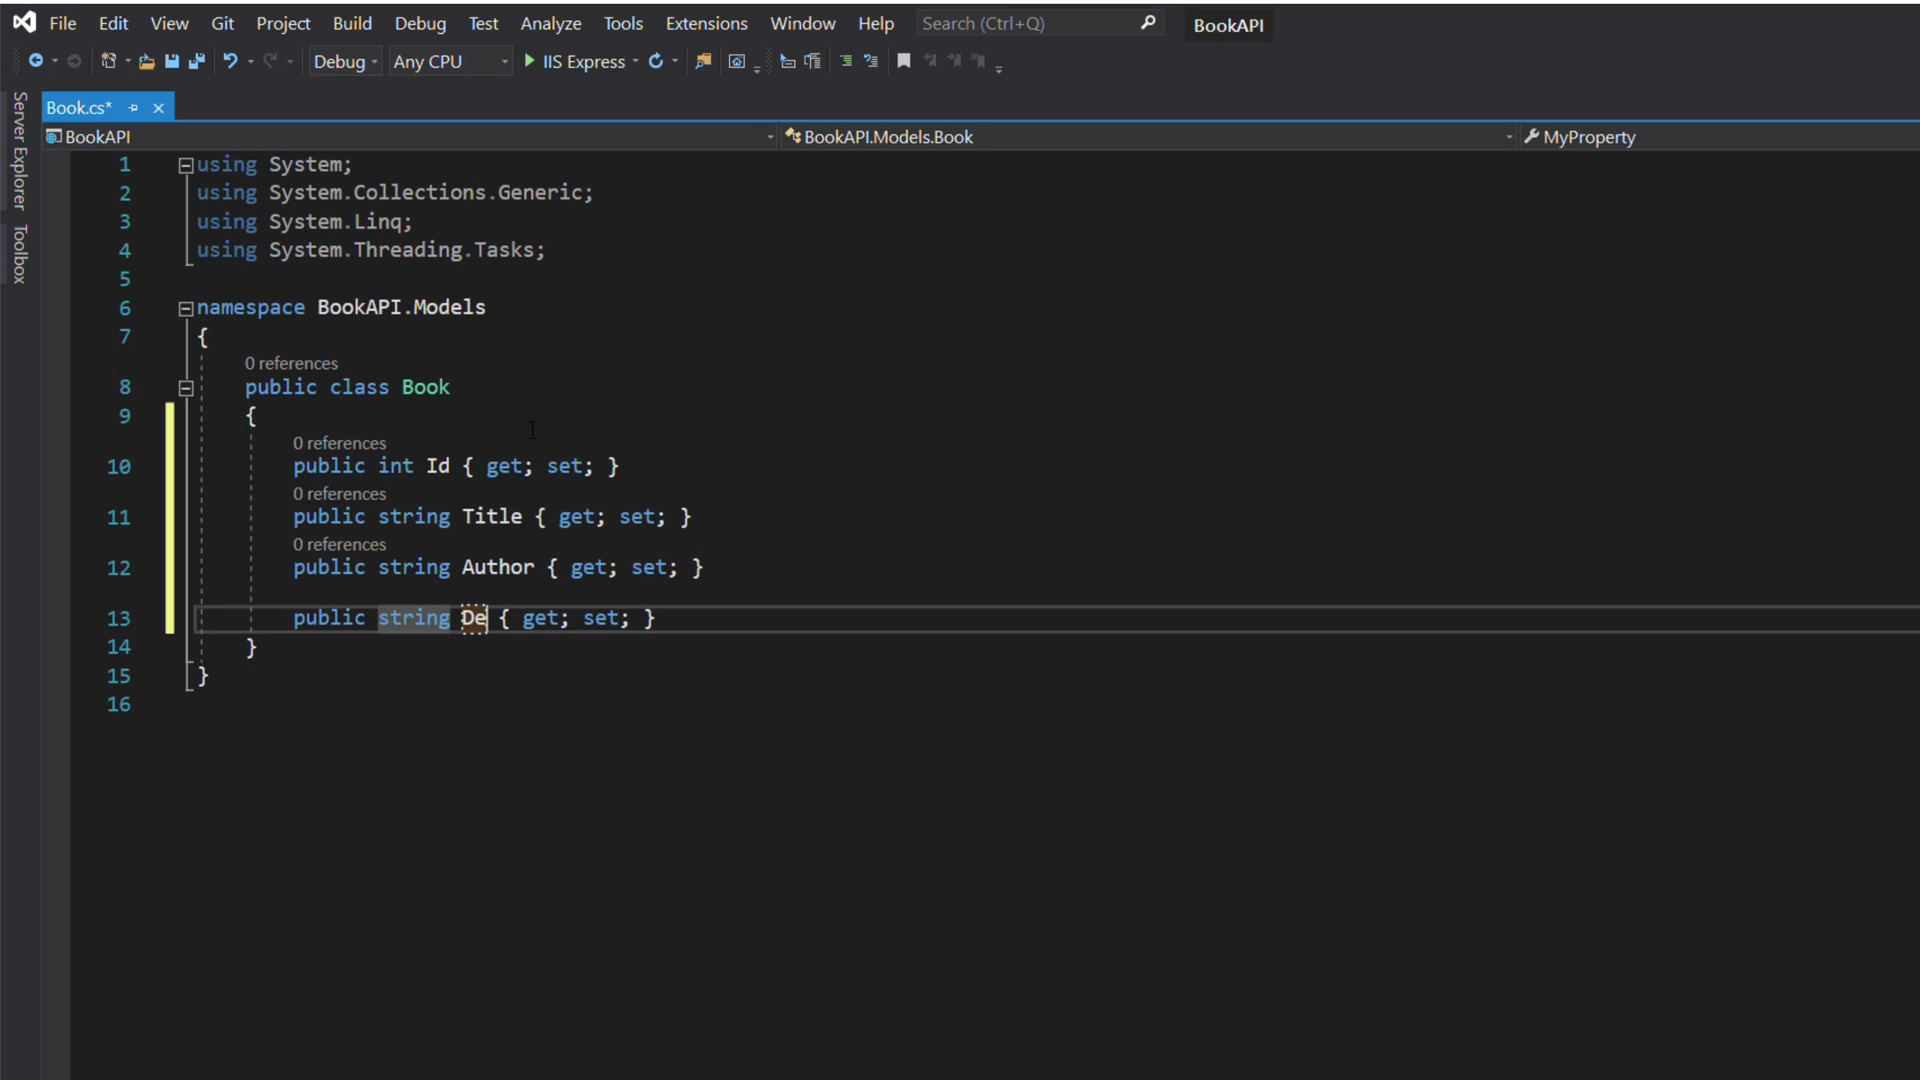 File Edit View Git Project Build Debug Test Analyze Tools Extensions Window Help Search (Ctrl+Q) BookAPI
Debug Any CPU IIS Express
Server Explorer
Toolbox
Book.cs*
BookAPI BookAPI.Models.Book MyProperty
1 using System;
2 using System.Collections.Generic;
3 using System.Linq;
4 using System.Threading.Tasks;
5
6 namespace BookAPI.Models
7 {
0 references
8 public class Book
9 {
0 references
10 public int Id { get; set; }
0 references
11 public string Title { get; set; }
0 references
12 public string Author { get; set; }
13 public string De { get; set; }
14 }
15 }
16